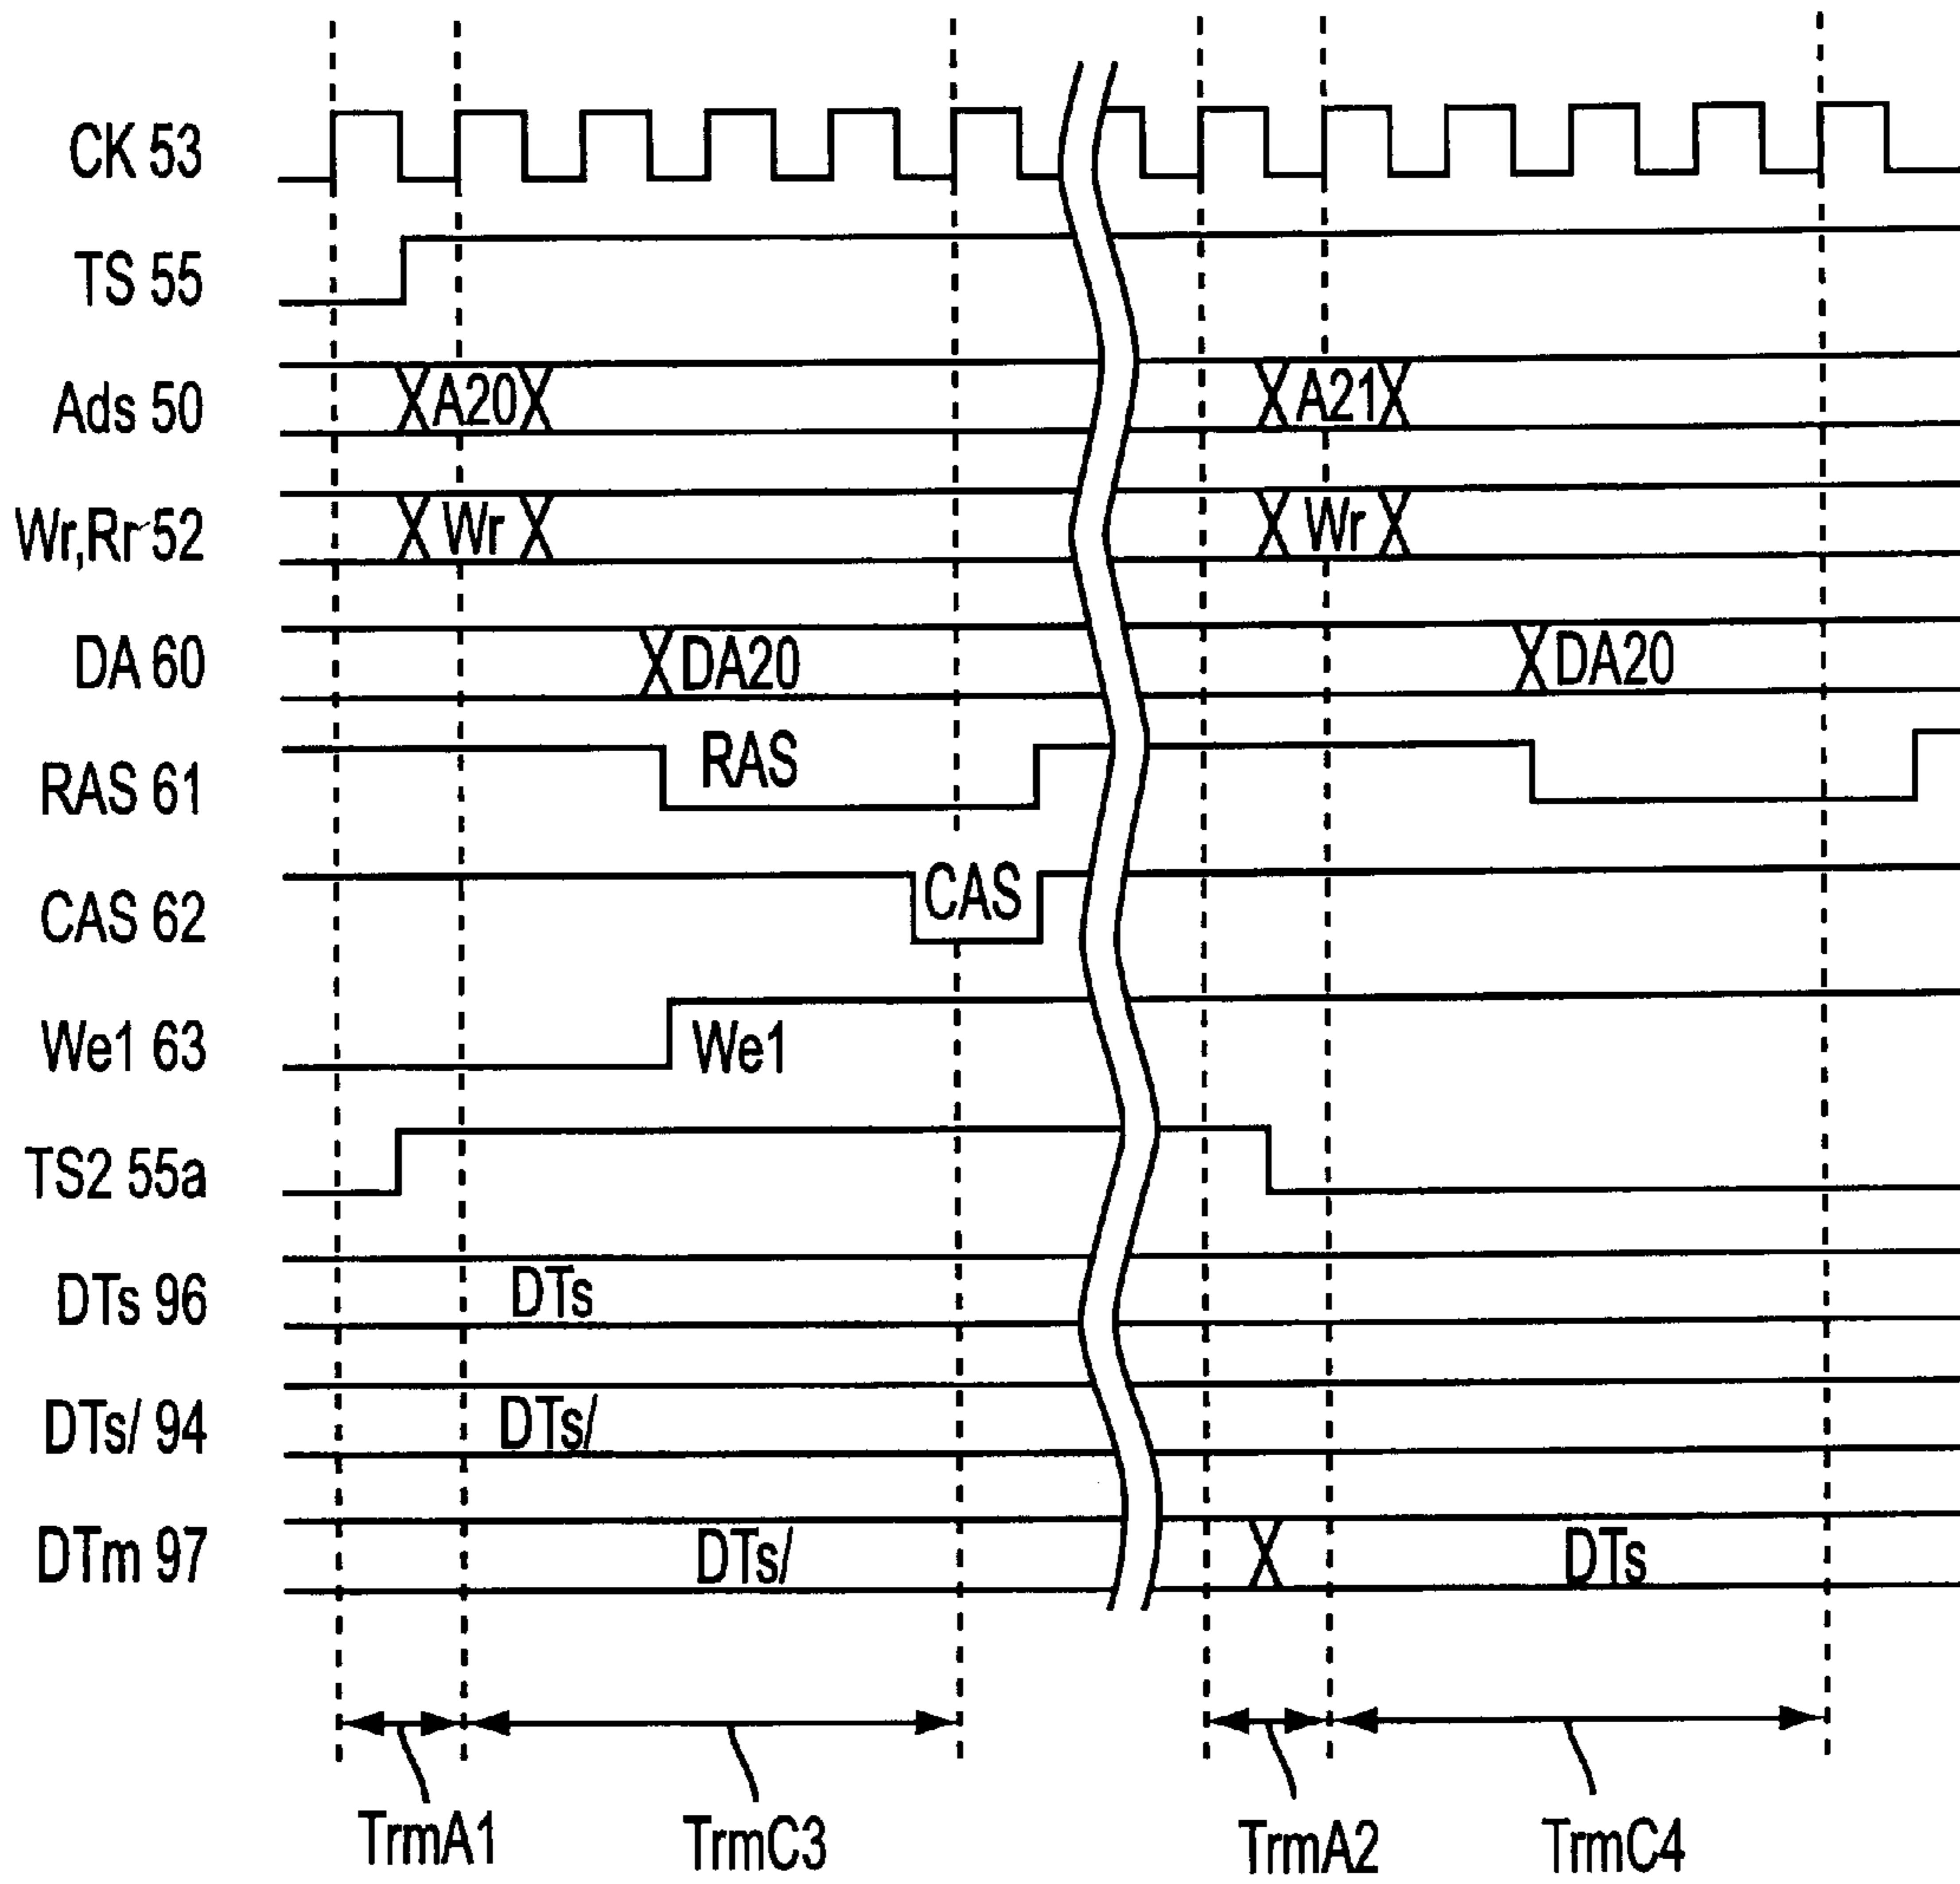 CK 53
TS 55
Ads 50 A20 A21
Wr,Rr 52 Wr Wr
DA 60 DA20 DA20
RAS 61 RAS
CAS 62 CAS
We1 63 We1
TS2 55a
DTs 96 DTs
DTs/ 94 DTs/
DTm 97 DTs/ DTs
TrmA1 TrmC3 TrmA2 TrmC4